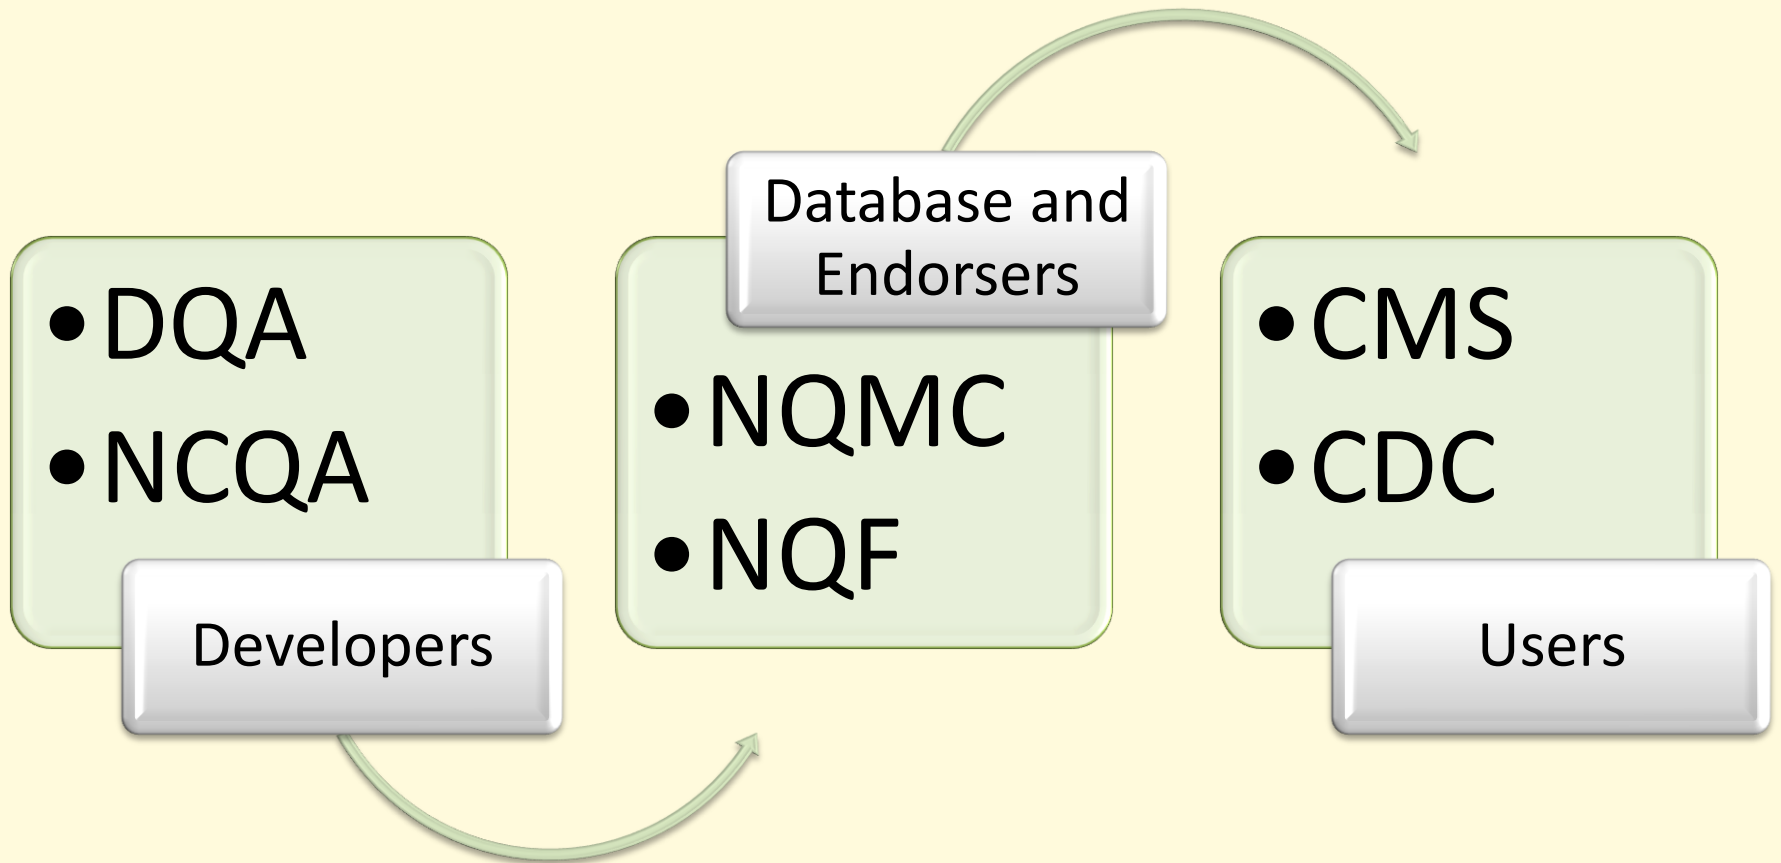 • DQA
• NCQA
Developers
Database and
Endorsers
• NQMC
• NQF
• CMS
• CDC
Users